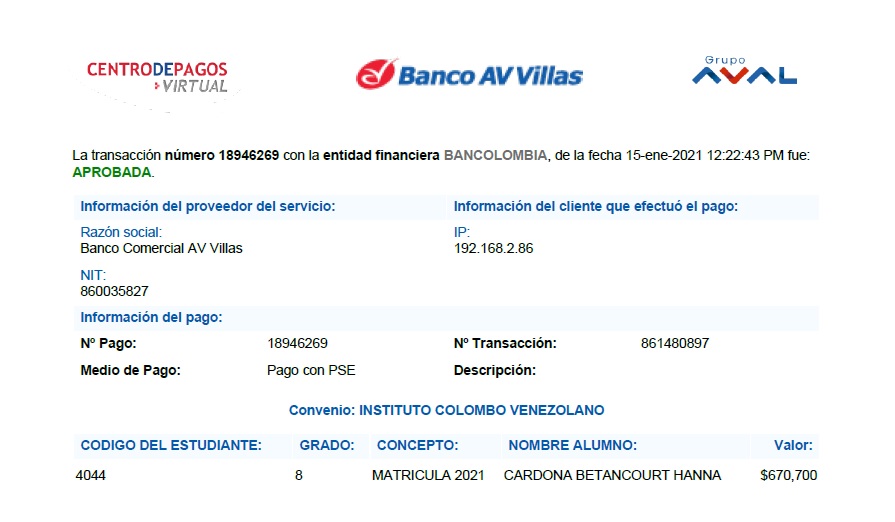 CENTRODEPAGOS
VIRTUAL
Banco AV Villas
Grupo
AVAL
La transacción número 18946269 con la entidad financiera BANCOLOMBIA, de la fecha 15-ene-2021 12:22:43 PM fue:
APROBADA.
Información del proveedor del servicio: Información del cliente que efectuó el pago:
Razón social: IP:
Banco Comercial AV Villas 192.168.2.86
NIT:
860035827
Información del pago:
Nº Pago: 18946269 Nº Transacción: 861480897
Medio de Pago: Pago con PSE Descripción:
Convenio: INSTITUTO COLOMBO VENEZOLANO
CODIGO DEL ESTUDIANTE: GRADO: CONCEPTO: NOMBRE ALUMNO: Valor:
4044 8 MATRICULA 2021 CARDONA BETANCOURT HANNA $670,700